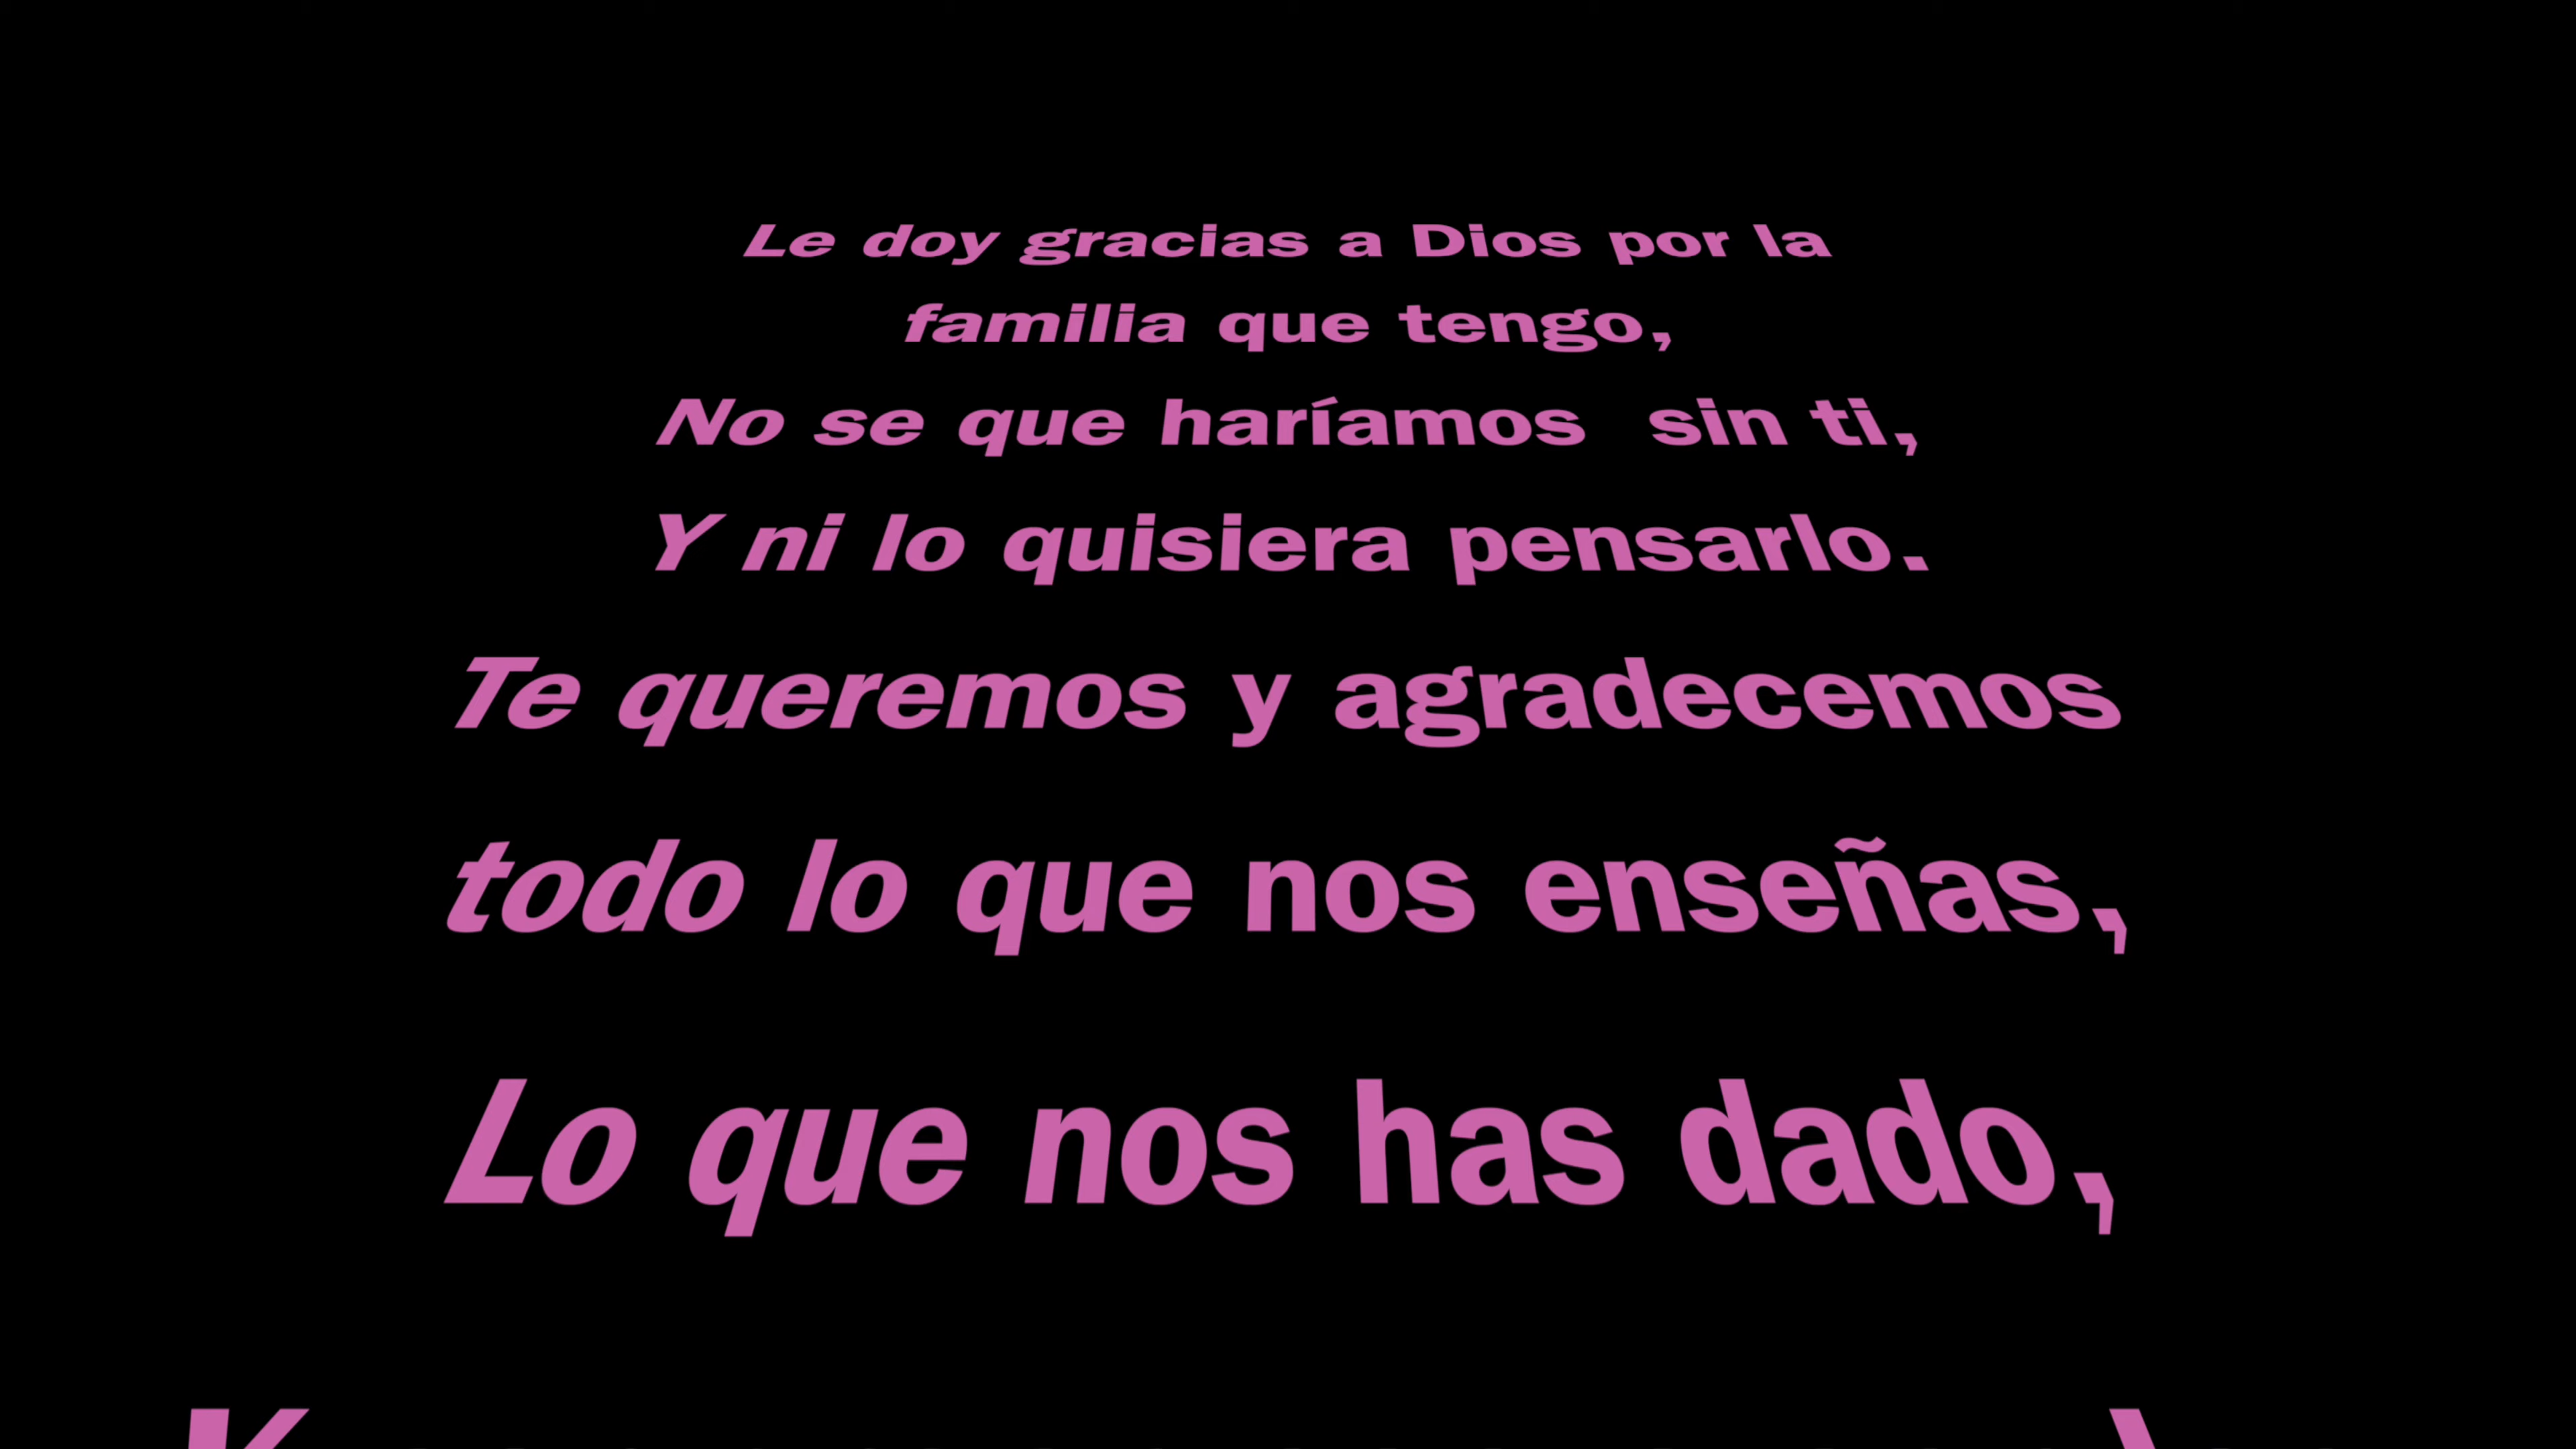 Le doy gracias a Dios por la
familia que tengo,
No se que haríamos  sin ti,
Y ni lo quisiera pensarlo.
Te queremos y agradecemos
todo lo que nos enseñas,
Lo que nos has dado,